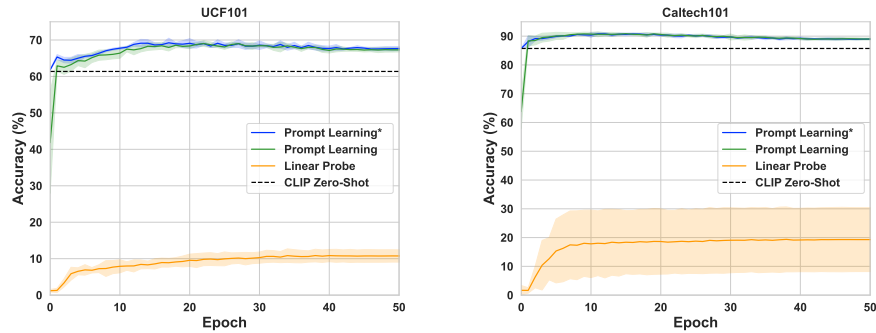 UCF101
Accuracy (%)
70
60
50
40
30
20
10
0
Prompt Learning*
Prompt Learning
Linear Probe
CLIP Zero-Shot
0 10 20 30 40 50
Epoch
Caltech101
Accuracy (%)
90
80
70
60
50
40
30
20
10
0
Prompt Learning*
Prompt Learning
Linear Probe
CLIP Zero-Shot
0 10 20 30 40 50
Epoch